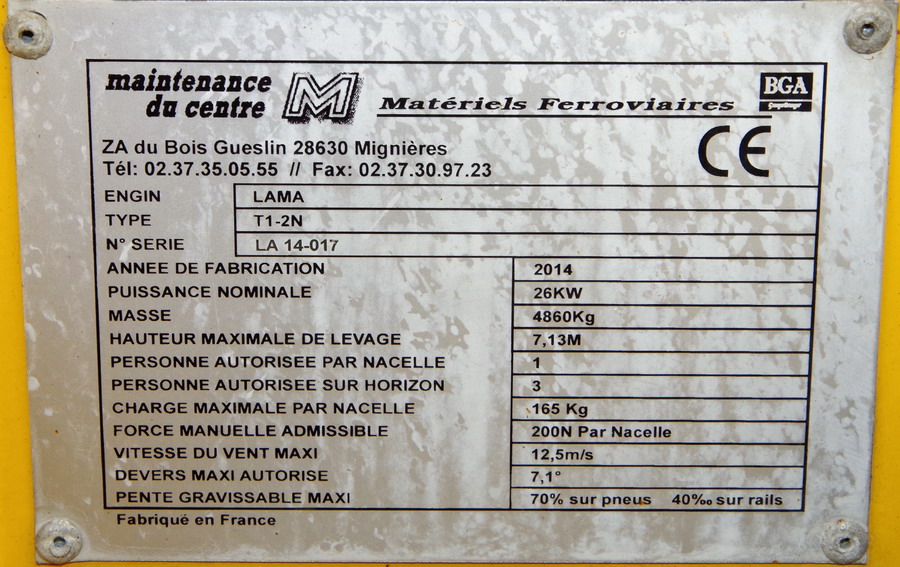 maintenance
du centre
M
Matériels Ferroviaires
BGA
CE
ZA du Bois Gueslin 28630 Mignières
Tél: 02.37.35.05.55 // Fax: 02.37.30.97.23
ENGIN LAMA
TYPE T1-2N
N° SERIE LA 14-017
ANNEE DE FABRICATION 2014
PUISSANCE NOMINALE 26KW
MASSE 4860Kg
HAUTEUR MAXIMALE DE LEVAGE 7,13M
PERSONNE AUTORISEE PAR NACELLE 1
PERSONNE AUTORISEE SUR HORIZON 3
CHARGE MAXIMALE PAR NACELLE 165 Kg
FORCE MANUELLE ADMISSIBLE 200N Par Nacelle
VITESSE DU VENT MAXI 12,5m/s
DEVERS MAXI AUTORISE 7,1°
PENTE GRAVISSABLE MAXI 70% sur pneus 40‰ sur rails
Fabriqué en France